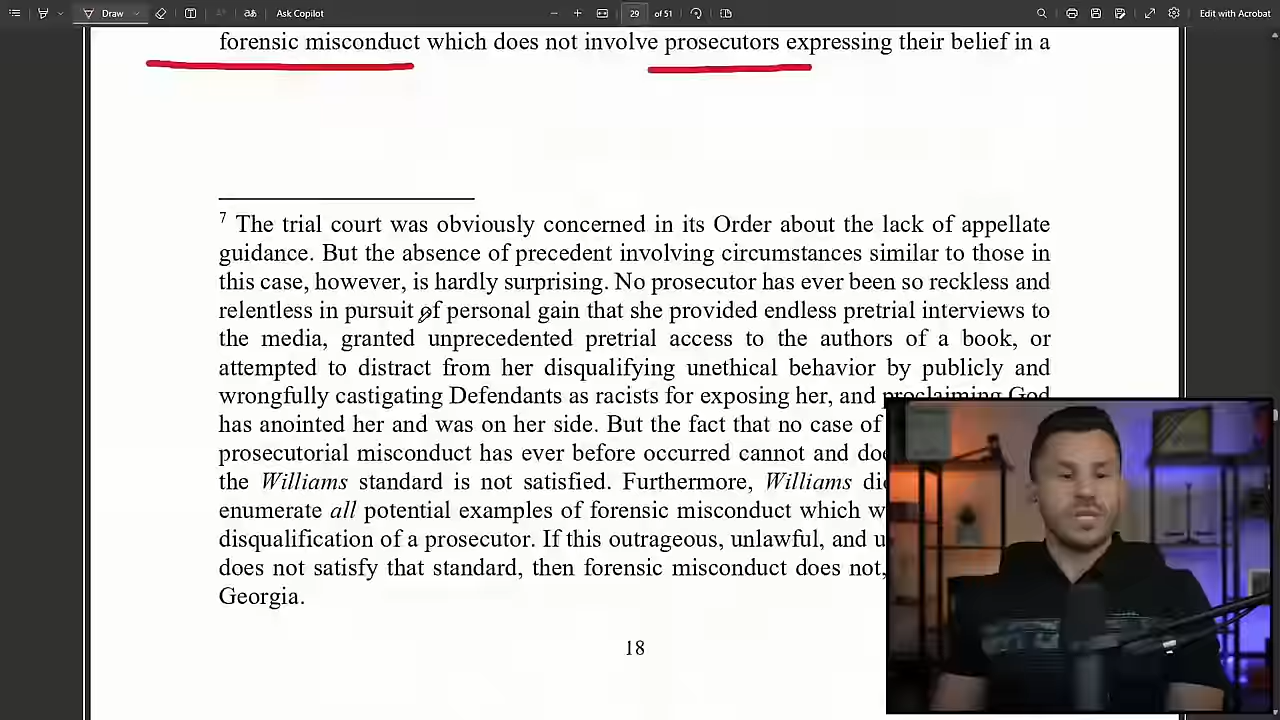 Draw
Ask Copilot
29 of 51
Edit with Acrobat
forensic misconduct which does not involve prosecutors expressing their belief in a
7 The trial court was obviously concerned in its Order about the lack of appellate
guidance. But the absence of precedent involving circumstances similar to those in
this case, however, is hardly surprising. No prosecutor has ever been so reckless and
relentless in pursuit of personal gain that she provided endless pretrial interviews to
the media, granted unprecedented pretrial access to the authors of a book, or
attempted to distract from her disqualifying unethical behavior by publicly and
wrongfully castigating Defendants as racists for exposing her, and proclaiming God
has anointed her and was on her side. But the fact that no case of
prosecutorial misconduct has ever before occurred cannot and
the Williams standard is not satisfied. Furthermore, Williams
enumerate all potential examples of forensic misconduct which
disqualification of a prosecutor. If this outrageous, unlawful, and
does not satisfy that standard, then forensic misconduct does not,
Georgia.
18